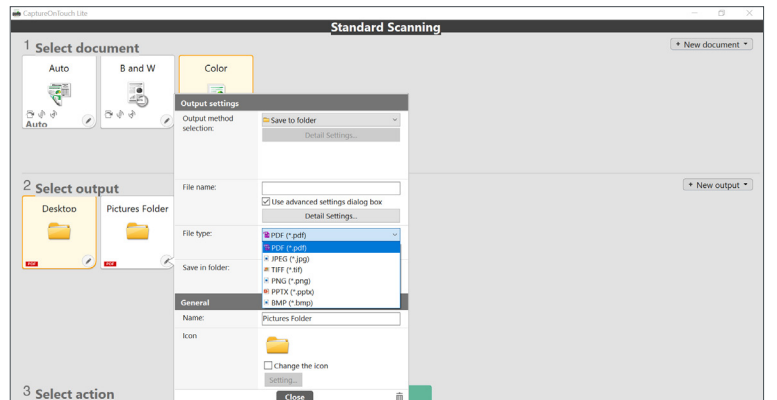 CaptureOnTouch Lite
Standard Scanning
1 Select document
+ New document
Auto
B and W
Color
Auto
Output settings
Output method selection:
Save to folder
Detail Settings...
2 Select output
+ New output
Desktop
Pictures Folder
PDF
PDF
File name:
Use advanced settings dialog box
Detail Settings...
File type:
PDF (*.pdf)
PDF (*.pdf)
JPEG (*.jpg)
TIFF (*.tif)
PNG (*.png)
PPTX (*.pptx)
BMP (*.bmp)
Save in folder:
General
Name:
Pictures Folder
Icon
Change the icon
Setting...
3 Select action
Close